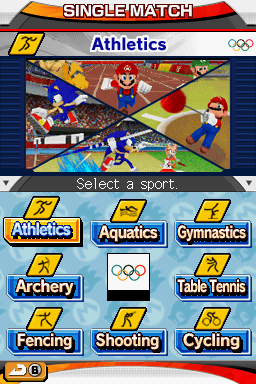 SINGLE MATCH
Athletics
Select a sport.
Athletics Aquatics Gymnastics
Archery Table Tennis
Fencing Shooting Cycling
B